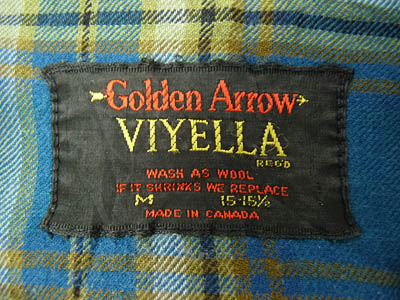 Golden Arrow
VIYELLA
REG'D
WASH AS WOOL
IF IT SHRINKS WE REPLACE
M 15-15½
MADE IN CANADA